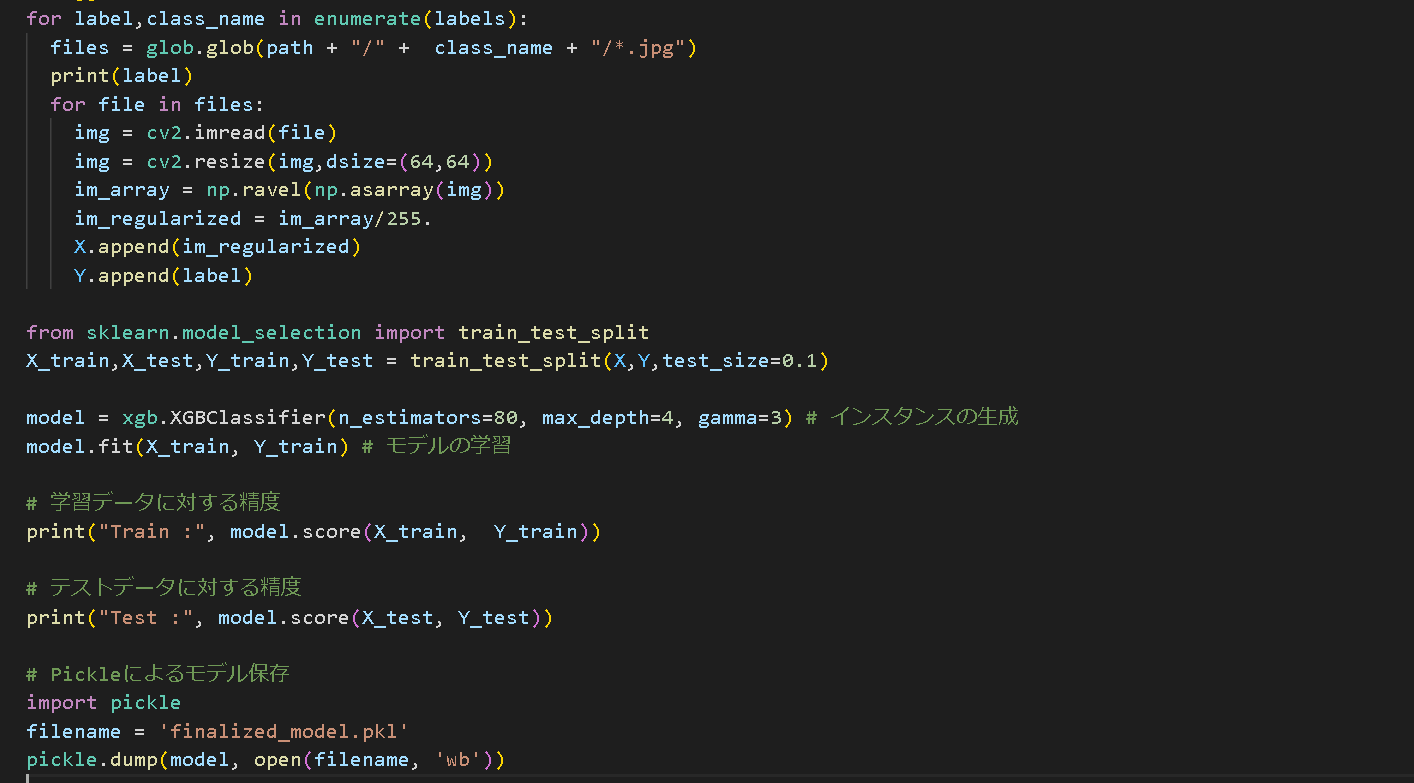 for label,class_name in enumerate(labels):
  files = glob.glob(path + "/" +  class_name + "/*.jpg")
  print(label)
  for file in files:
    img = cv2.imread(file)
    img = cv2.resize(img,dsize=(64,64))
    im_array = np.ravel(np.asarray(img))
    im_regularized = im_array/255.
    X.append(im_regularized)
    Y.append(label)
from sklearn.model_selection import train_test_split
X_train,X_test,Y_train,Y_test = train_test_split(X,Y,test_size=0.1)
model = xgb.XGBClassifier(n_estimators=80, max_depth=4, gamma=3) # インスタンスの生成
model.fit(X_train, Y_train) # モデルの学習
# 学習データに対する精度
print("Train :", model.score(X_train,  Y_train))
# テストデータに対する精度
print("Test :", model.score(X_test, Y_test))
# Pickleによるモデル保存
import pickle
filename = 'finalized_model.pkl'
pickle.dump(model, open(filename, 'wb'))